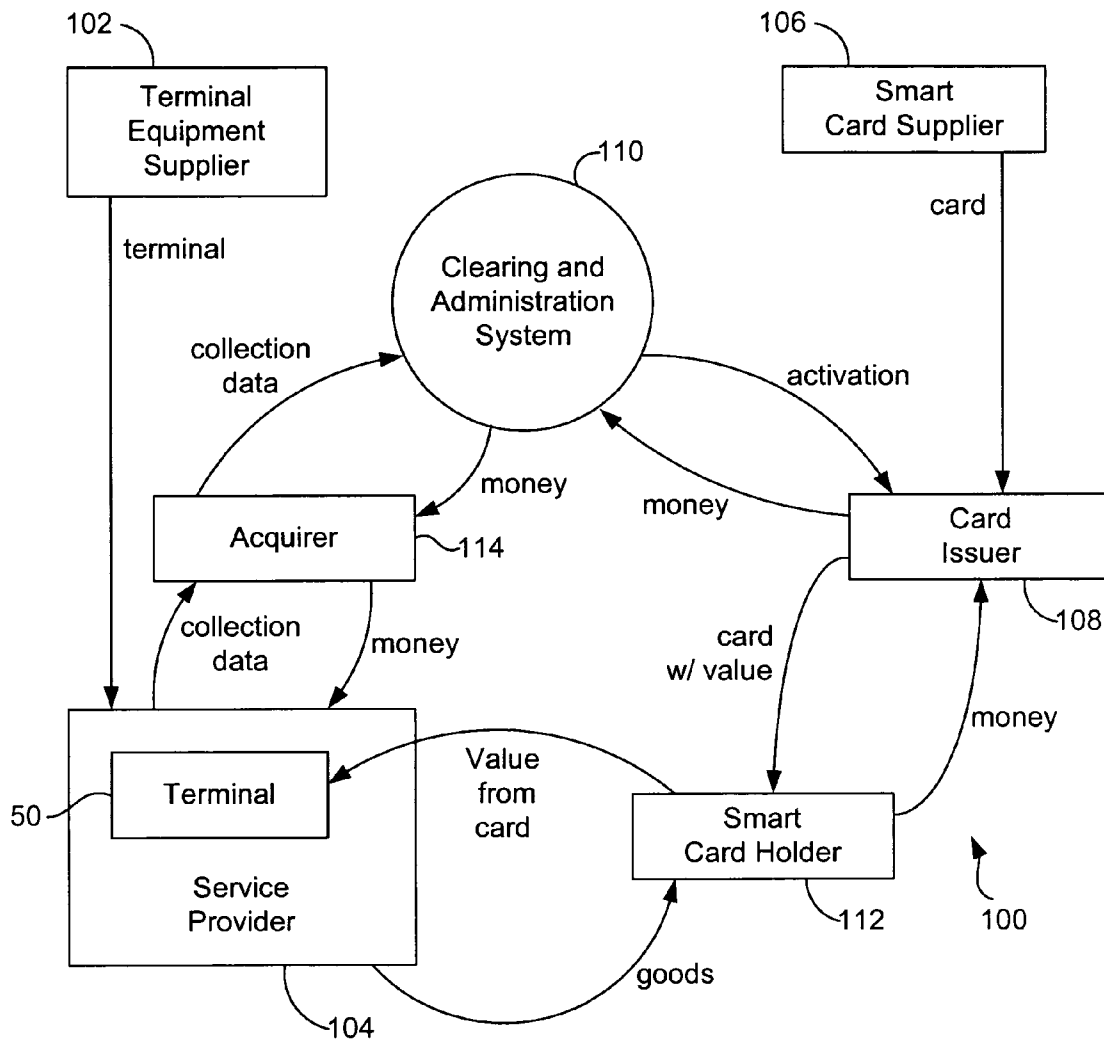 102
Terminal
Equipment
Supplier
106
Smart
Card Supplier
110
Clearing and
Administration
System
terminal
card
collection
data
activation
money
money
Acquirer
114
Card
Issuer
108
collection
data
money
card
w/ value
money
Terminal
50
Value
from
card
Smart
Card Holder
112
100
Service
Provider
goods
104